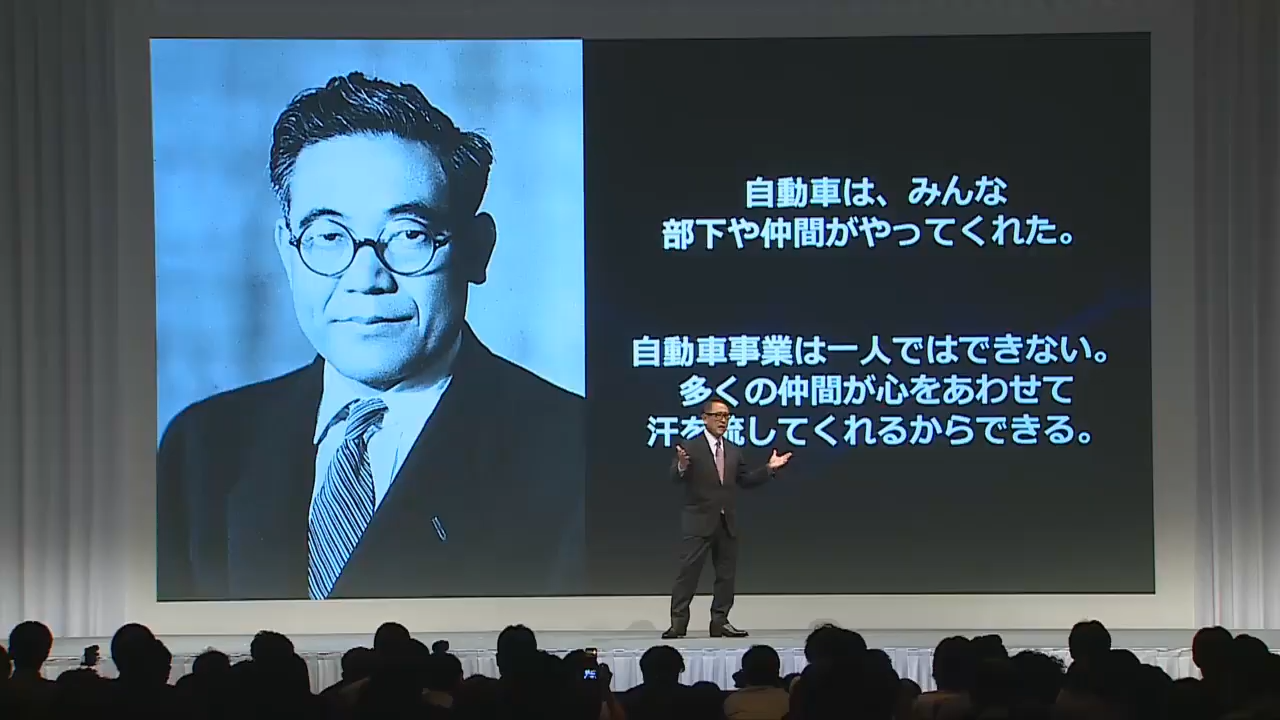 自動車は、みんな
部下や仲間がやってくれた。
自動車事業は一人ではできない。
多くの仲間が心をあわせて
汗を流してくれるからできる。